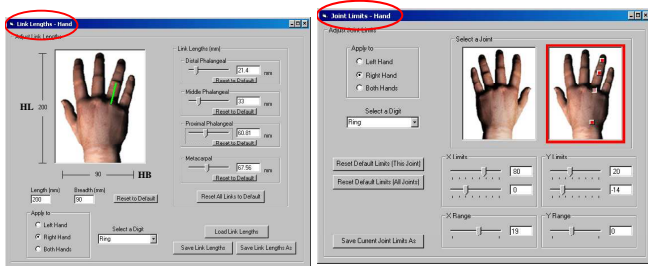 Link Lengths - Hand
Adjust Link Lengths
HL 200
90 HB
Length (mm) Breadth (mm)
200 90 Reset to Default
Apply to
Left Hand
Right Hand
Both Hands
Select a Digit
Ring
Link Lengths (mm)
Distal Phalangeal
21.4 mm
Reset to Default
Middle Phalangeal
33 mm
Reset to Default
Proximal Phalangeal
60.81 mm
Reset to Default
Metacarpal
67.56 mm
Reset to Default
Reset All Links to Default
Load Link Lengths
Save Link Lengths Save Link Lengths As
Joint Limits - Hand
Adjust Joint Limits
Apply to
Left Hand
Right Hand
Both Hands
Select a Digit
Ring
Reset Default Limits (This Joint)
Reset Default Limits (All Joints)
Save Current Joint Limits As
Select a Joint
X Limits
80
0
Y Limits
20
-14
X Range
19
Y Range
0